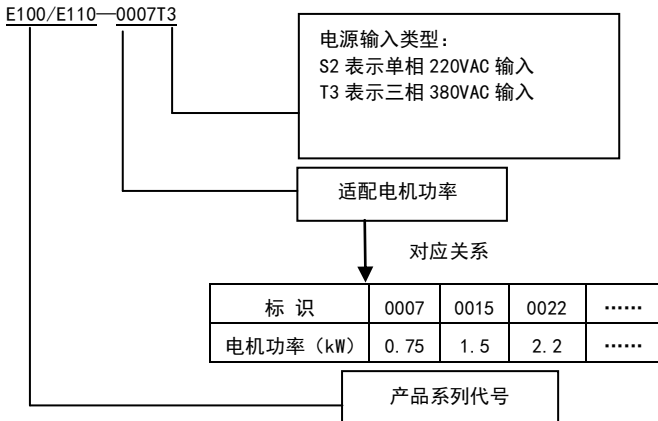 E100/E110—0007T3
电源输入类型：
S2 表示单相 220VAC 输入
T3 表示三相 380VAC 输入
适配电机功率
对应关系
标 识 0007 0015 0022 ……
电机功率（kW） 0.75 1.5 2.2 ……
产品系列代号